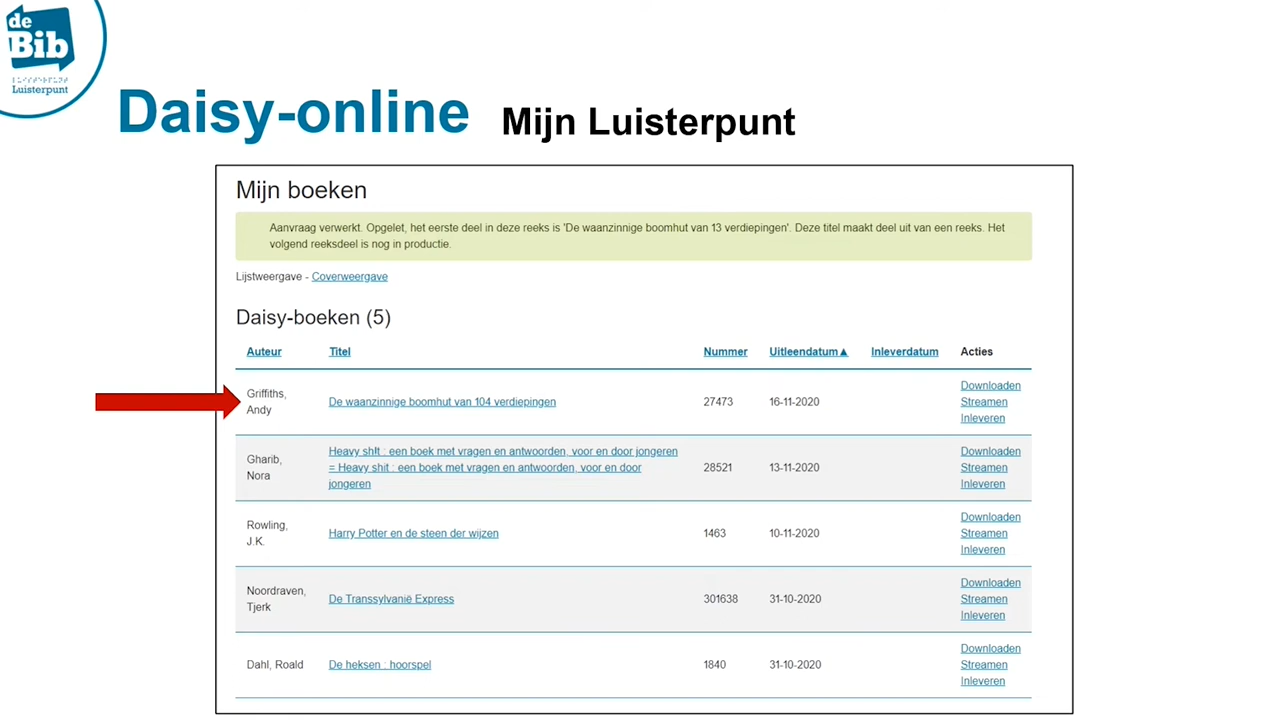 de
Bib
Luisterpunt
Daisy-online Mijn Luisterpunt
Mijn boeken
Aanvraag verwerkt. Opgelet, het eerste deel in deze reeks is 'De waanzinnige boomhut van 13 verdiepingen'. Deze titel maakt deel uit van een reeks. Het
volgend reeksdeel is nog in productie.
Lijstweergave - Coverweergave
Daisy-boeken (5)
Auteur Titel Nummer Uitleendatum▲ Inleverdatum Acties
Griffiths, Andy De waanzinnige boomhut van 104 verdiepingen 27473 16-11-2020 Downloaden
Streamen
Inleveren
Gharib, Nora Heavy sh!t : een boek met vragen en antwoorden, voor en door jongeren
= Heavy shit : een boek met vragen en antwoorden, voor en door
jongeren 28521 13-11-2020 Downloaden
Streamen
Inleveren
Rowling, J.K. Harry Potter en de steen der wijzen 1463 10-11-2020 Downloaden
Streamen
Inleveren
Noordraven, Tjerk De Transsylvanië Express 301638 31-10-2020 Downloaden
Streamen
Inleveren
Dahl, Roald De heksen : hoorspel 1840 31-10-2020 Downloaden
Streamen
Inleveren